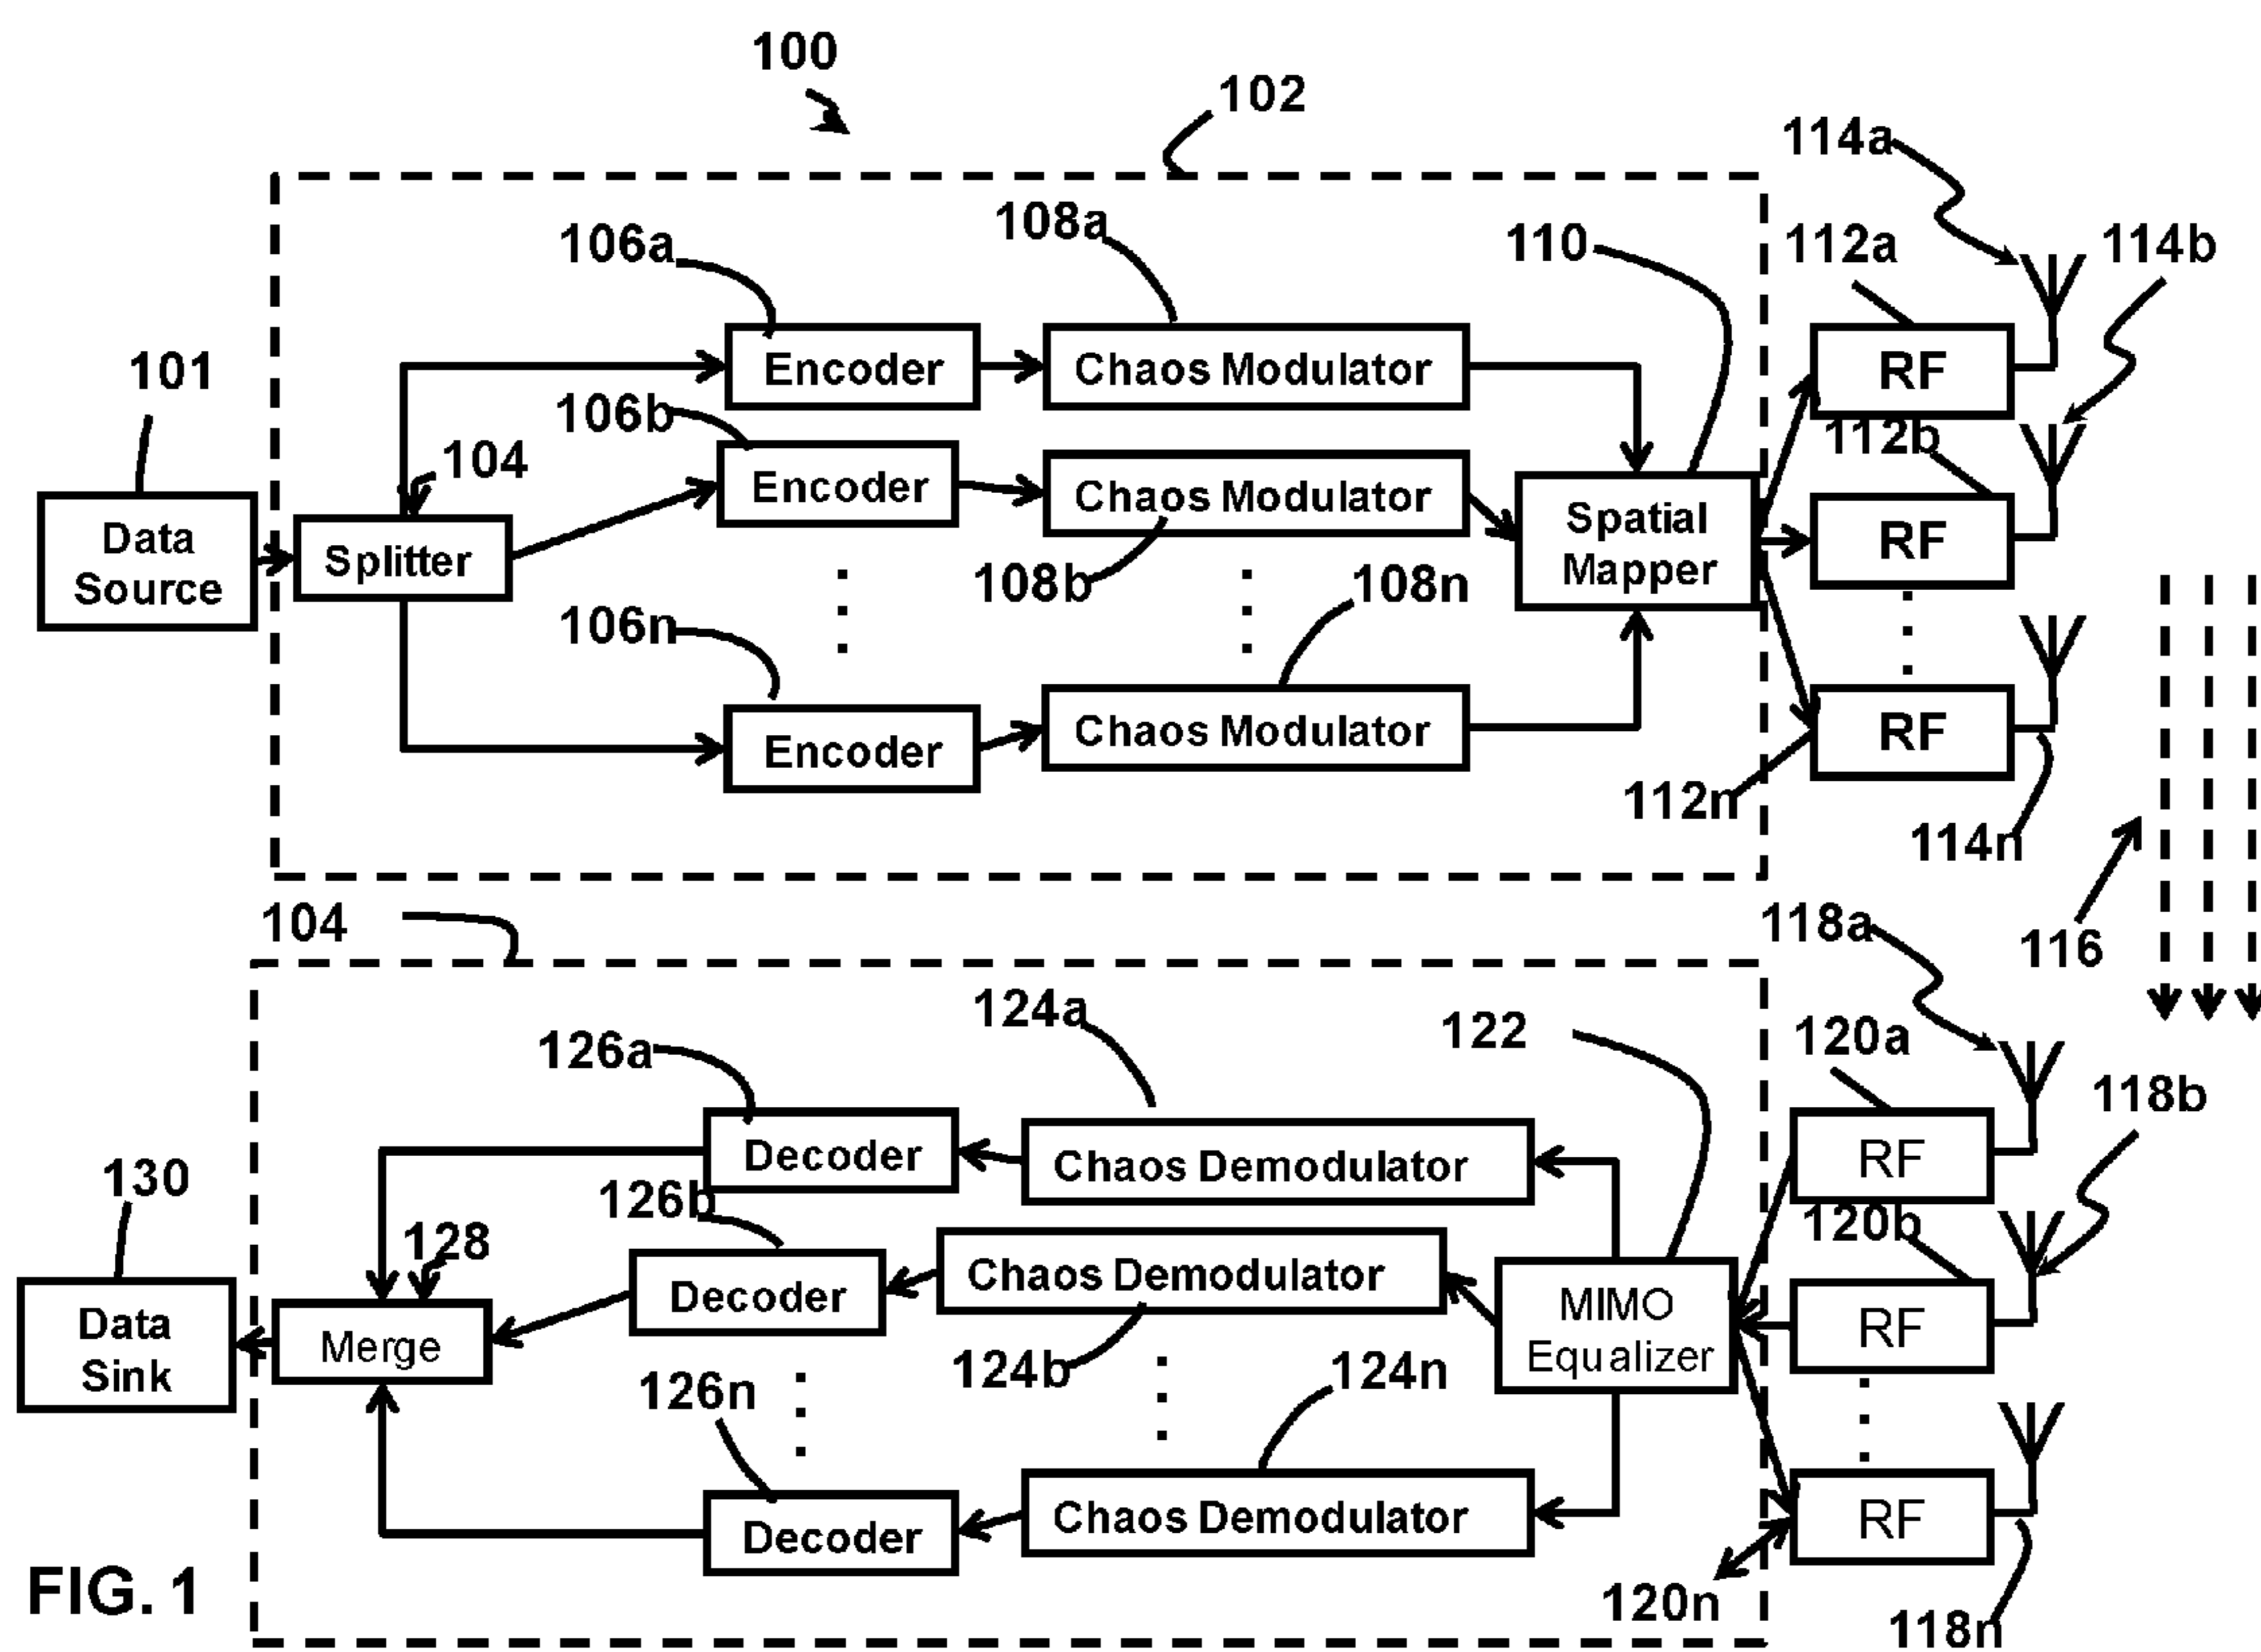 100
102
114a
106a
108a
110
112a
114b
101
Encoder
Chaos Modulator
RF
106b
112b
104
Encoder
Chaos Modulator
Spatial
Mapper
RF
Data
Source
Splitter
108b
108n
106n
Encoder
Chaos Modulator
RF
112n
114n
104
118a
116
124a
122
120a
126a
118b
Decoder
Chaos Demodulator
RF
130
126b
120b
128
Decoder
Chaos Demodulator
MIMO
Equalizer
RF
Data
Sink
Merge
124b
124n
126n
Decoder
Chaos Demodulator
RF
FIG. 1
120n
118n